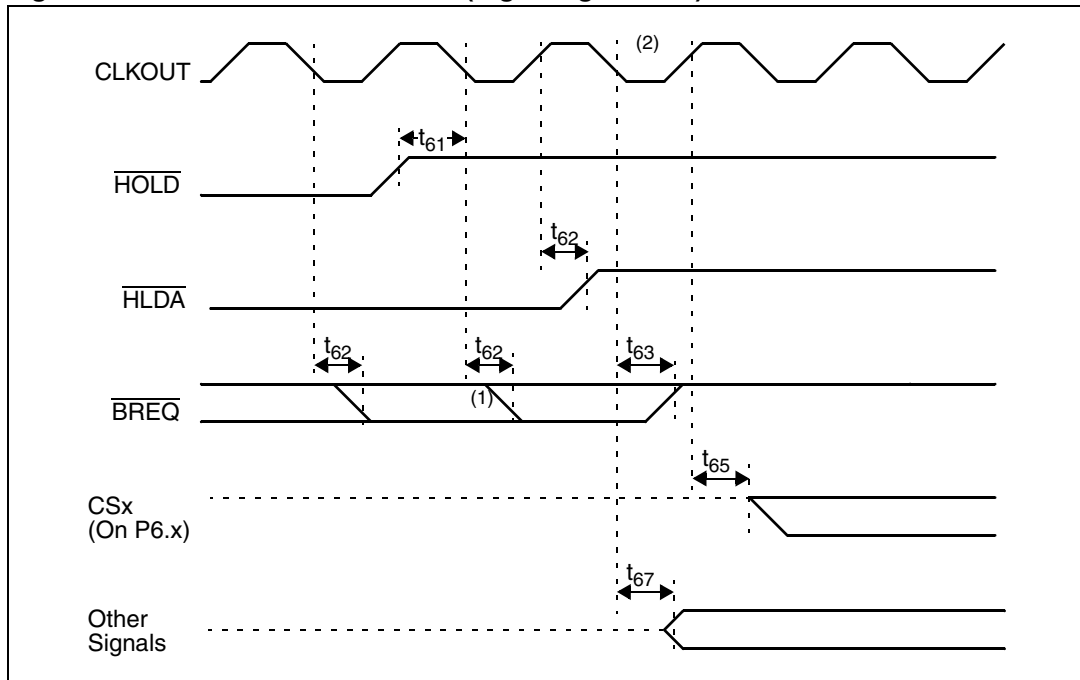 (2)
CLKOUT
t61
HOLD
t62
HLDA
t62 t62 t63
BREQ
(1)
t65
CSx
(On P6.x)
t67
Other
Signals